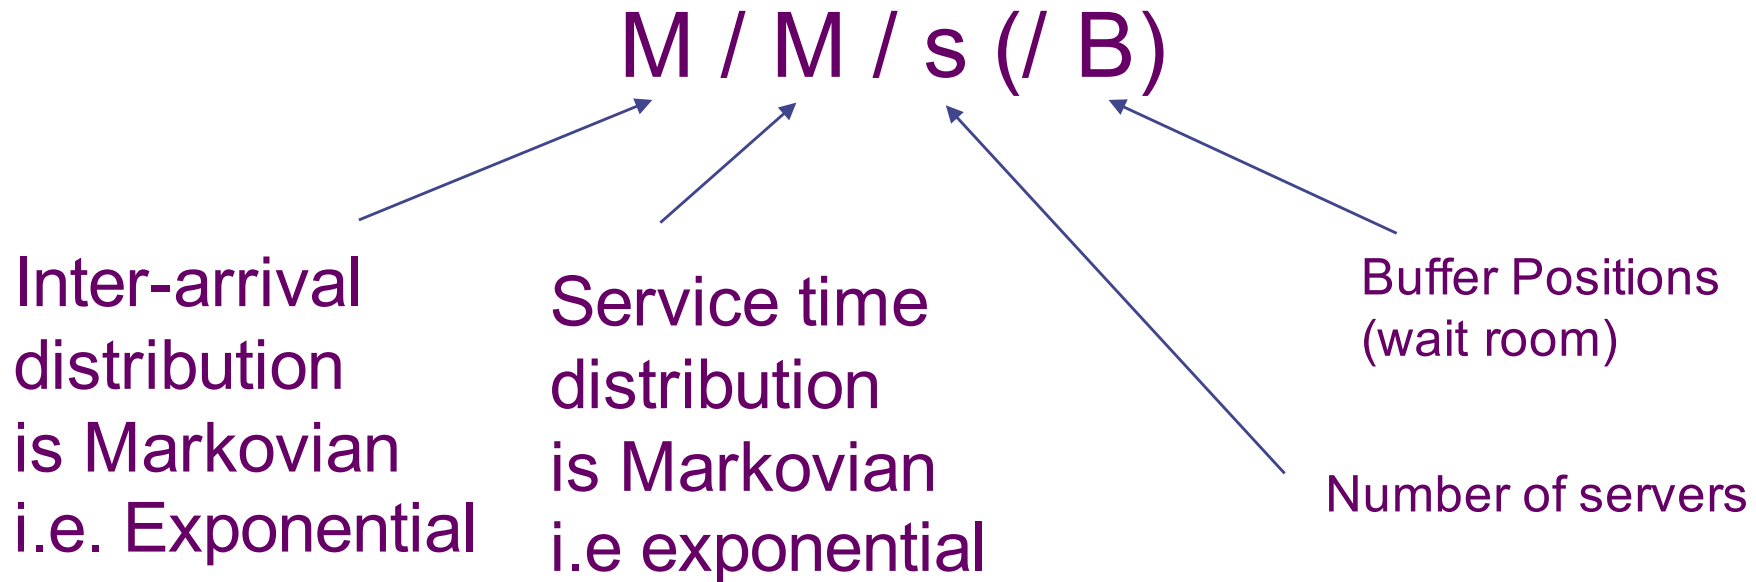 M / M / s (/ B)
Inter-arrival
distribution
is Markovian
i.e. Exponential
Service time
distribution
is Markovian
i.e exponential
Buffer Positions
(wait room)
Number of servers